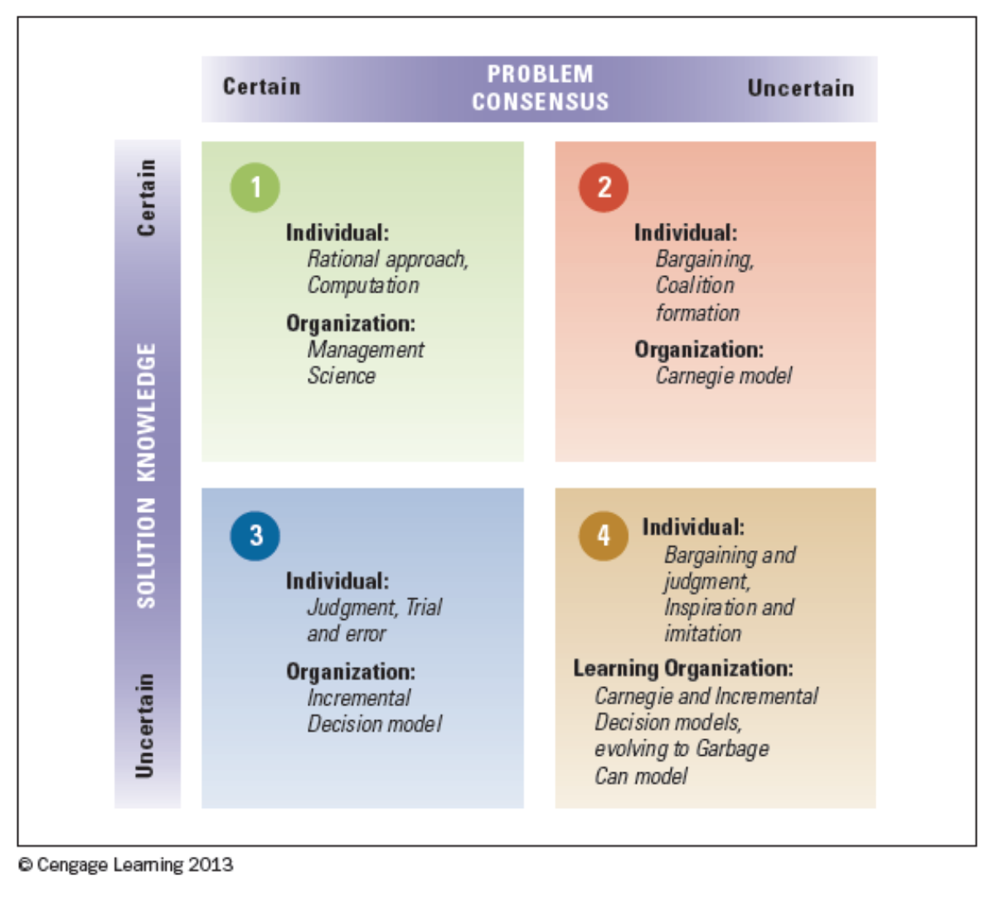 Certain
PROBLEM
CONSENSUS
Uncertain
SOLUTION KNOWLEDGE
Certain
Uncertain
1
Individual:
Rational approach,
Computation
Organization:
Management
Science
2
Individual:
Bargaining,
Coalition
formation
Organization:
Carnegie model
3
Individual:
Judgment, Trial
and error
Organization:
Incremental
Decision model
4
Individual:
Bargaining and
judgment,
Inspiration and
imitation
Learning Organization:
Carnegie and Incremental
Decision models,
evolving to Garbage
Can model
© Cengage Learning 2013